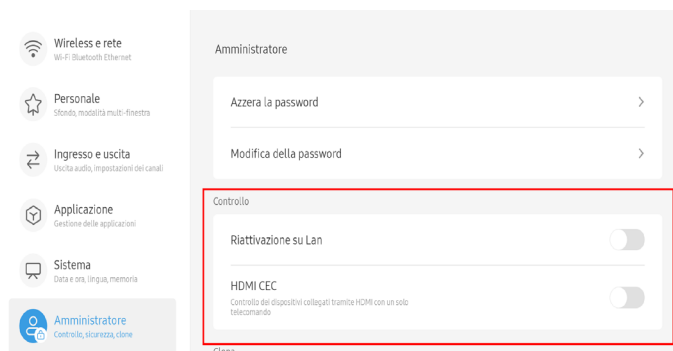 Wireless e rete
Wi-Fi Bluetooth Ethernet
Personale
Sfondo, modalità multi-finestra
Ingresso e uscita
Uscita audio, impostazioni dei canali
Applicazione
Gestione delle applicazioni
Sistema
Data e ora, lingua, memoria
Amministratore
Controllo, sicurezza, clone
Amministratore
Azzera la password
Modifica della password
Controllo
Riattivazione su Lan
HDMI CEC
Controllo dei dispositivi collegati tramite HDMI con un solo
telecomando
Clone